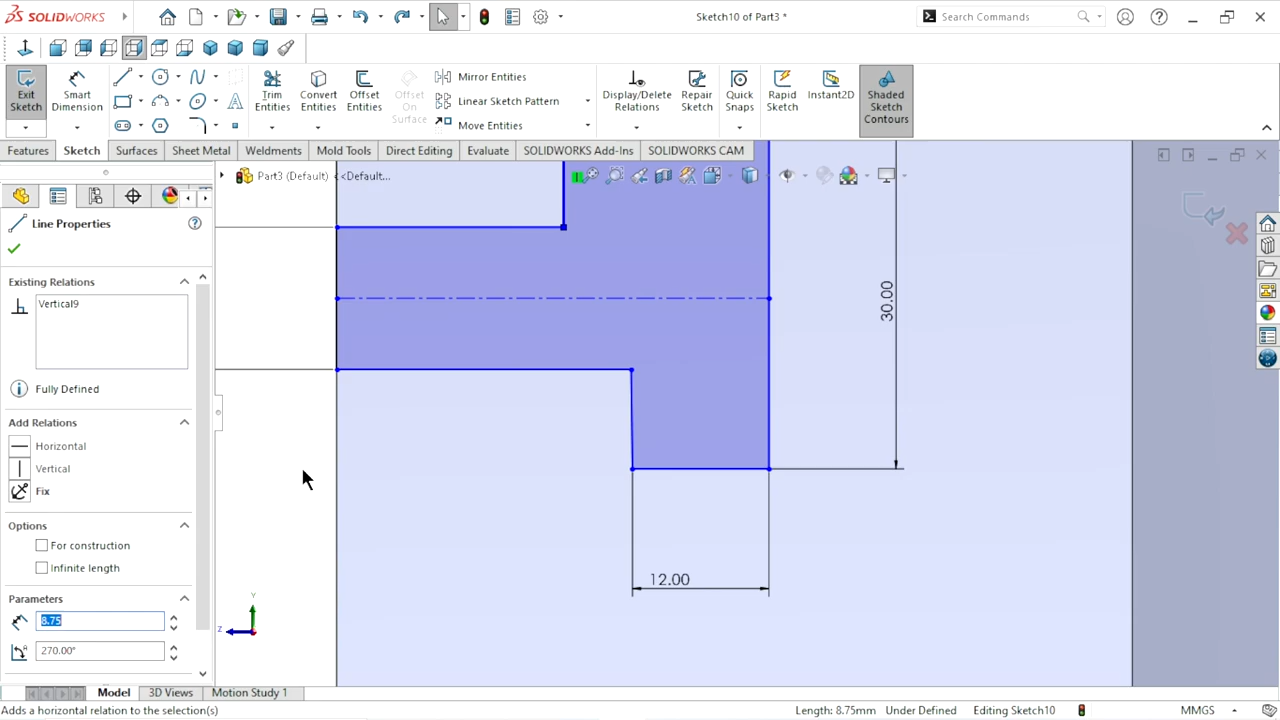 SOLIDWORKS
Sketch10 of Part3 *
Search Commands
Exit Sketch
Smart Dimension
Trim Entities
Convert Entities
Offset Entities
Offset On Surface
Mirror Entities
Linear Sketch Pattern
Move Entities
Display/Delete Relations
Repair Sketch
Quick Snaps
Rapid Sketch
Instant2D
Shaded Sketch Contours
Features Sketch Surfaces Sheet Metal Weldments Mold Tools Direct Editing Evaluate SOLIDWORKS Add-Ins SOLIDWORKS CAM
Part3 (Default) <<Default...
Line Properties
Existing Relations
Vertical9
Fully Defined
Add Relations
Horizontal
Vertical
Fix
Options
For construction
Infinite length
Parameters
8.75
270.00°
30.00
12.00
Y
Z
Model 3D Views Motion Study 1
Adds a horizontal relation to the selection(s)
Length: 8.75mm Under Defined Editing Sketch10 MMGS